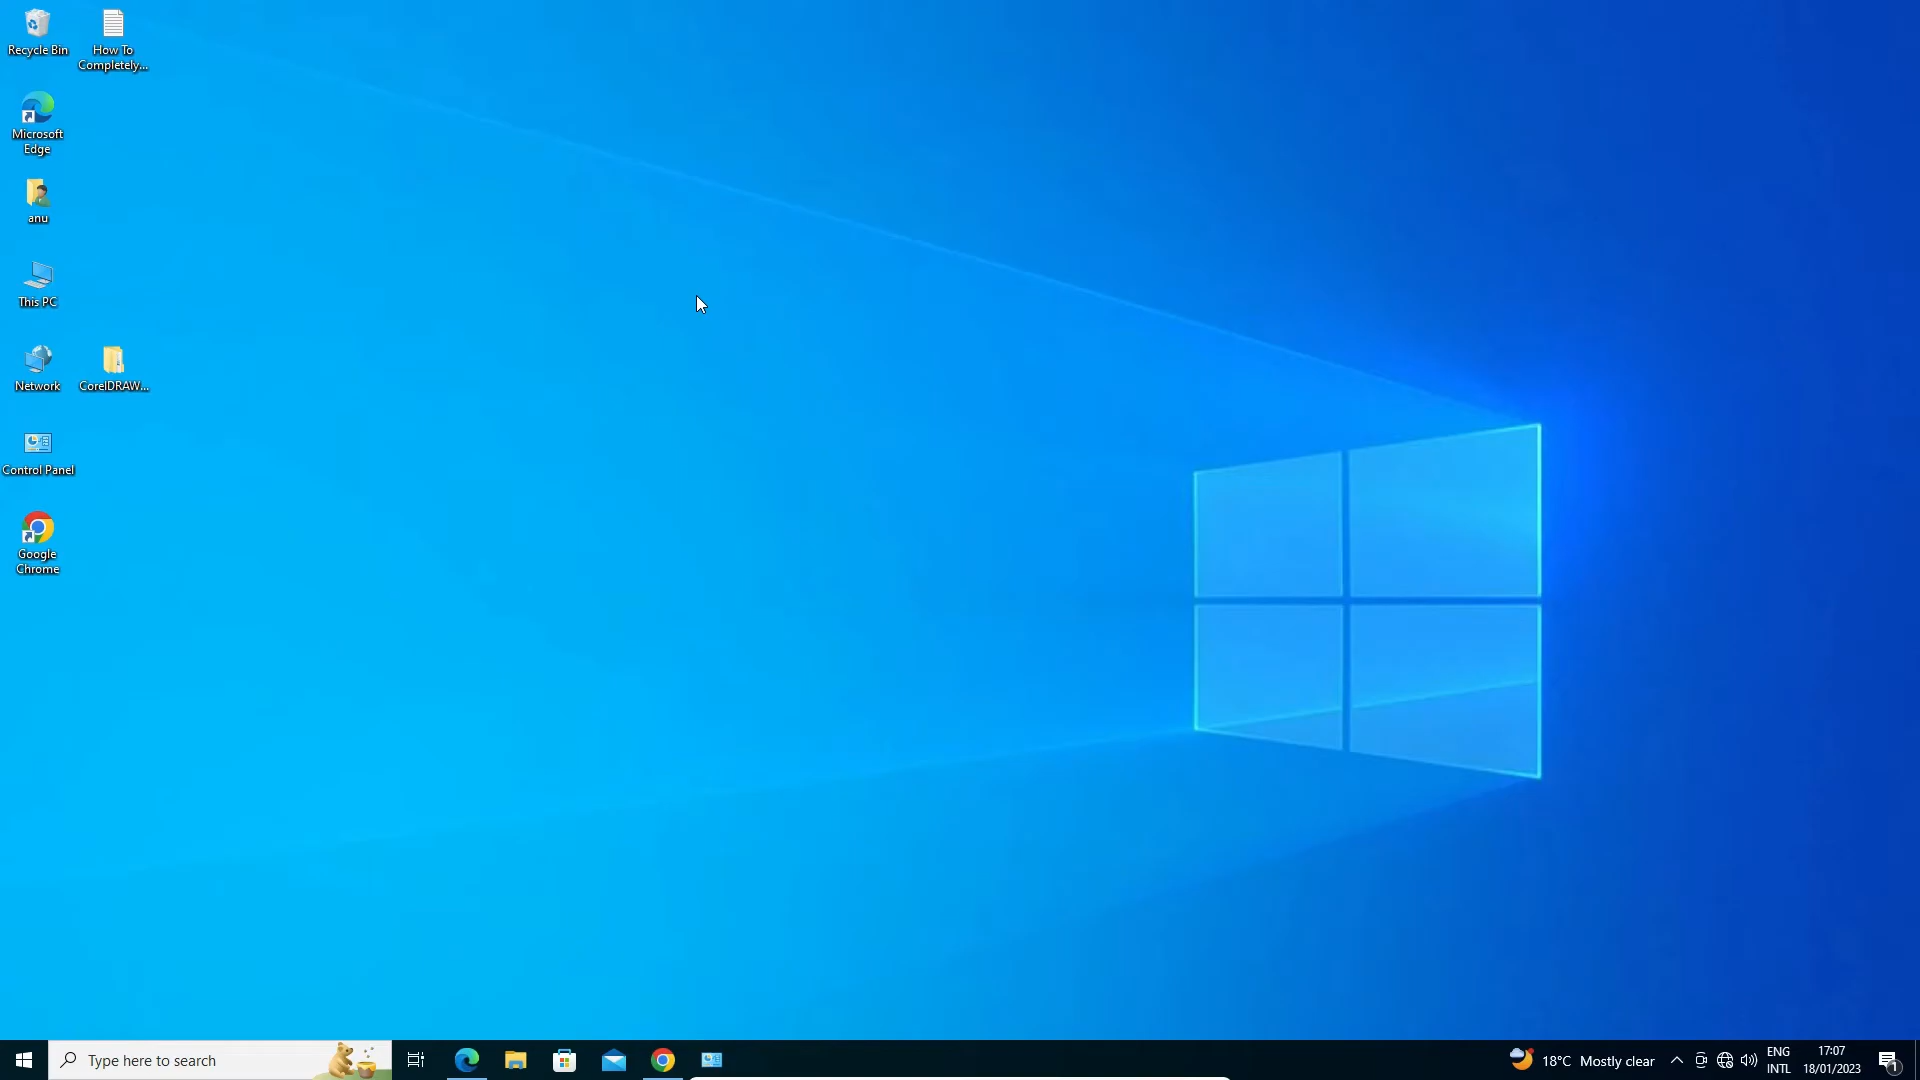 Recycle Bin
How To
Completely...
Microsoft
Edge
anu
This PC
Network
CorelDRAW...
Control Panel
Google
Chrome
Type here to search
18°C Mostly clear
ENG
INTL
17:07
18/01/2023
1